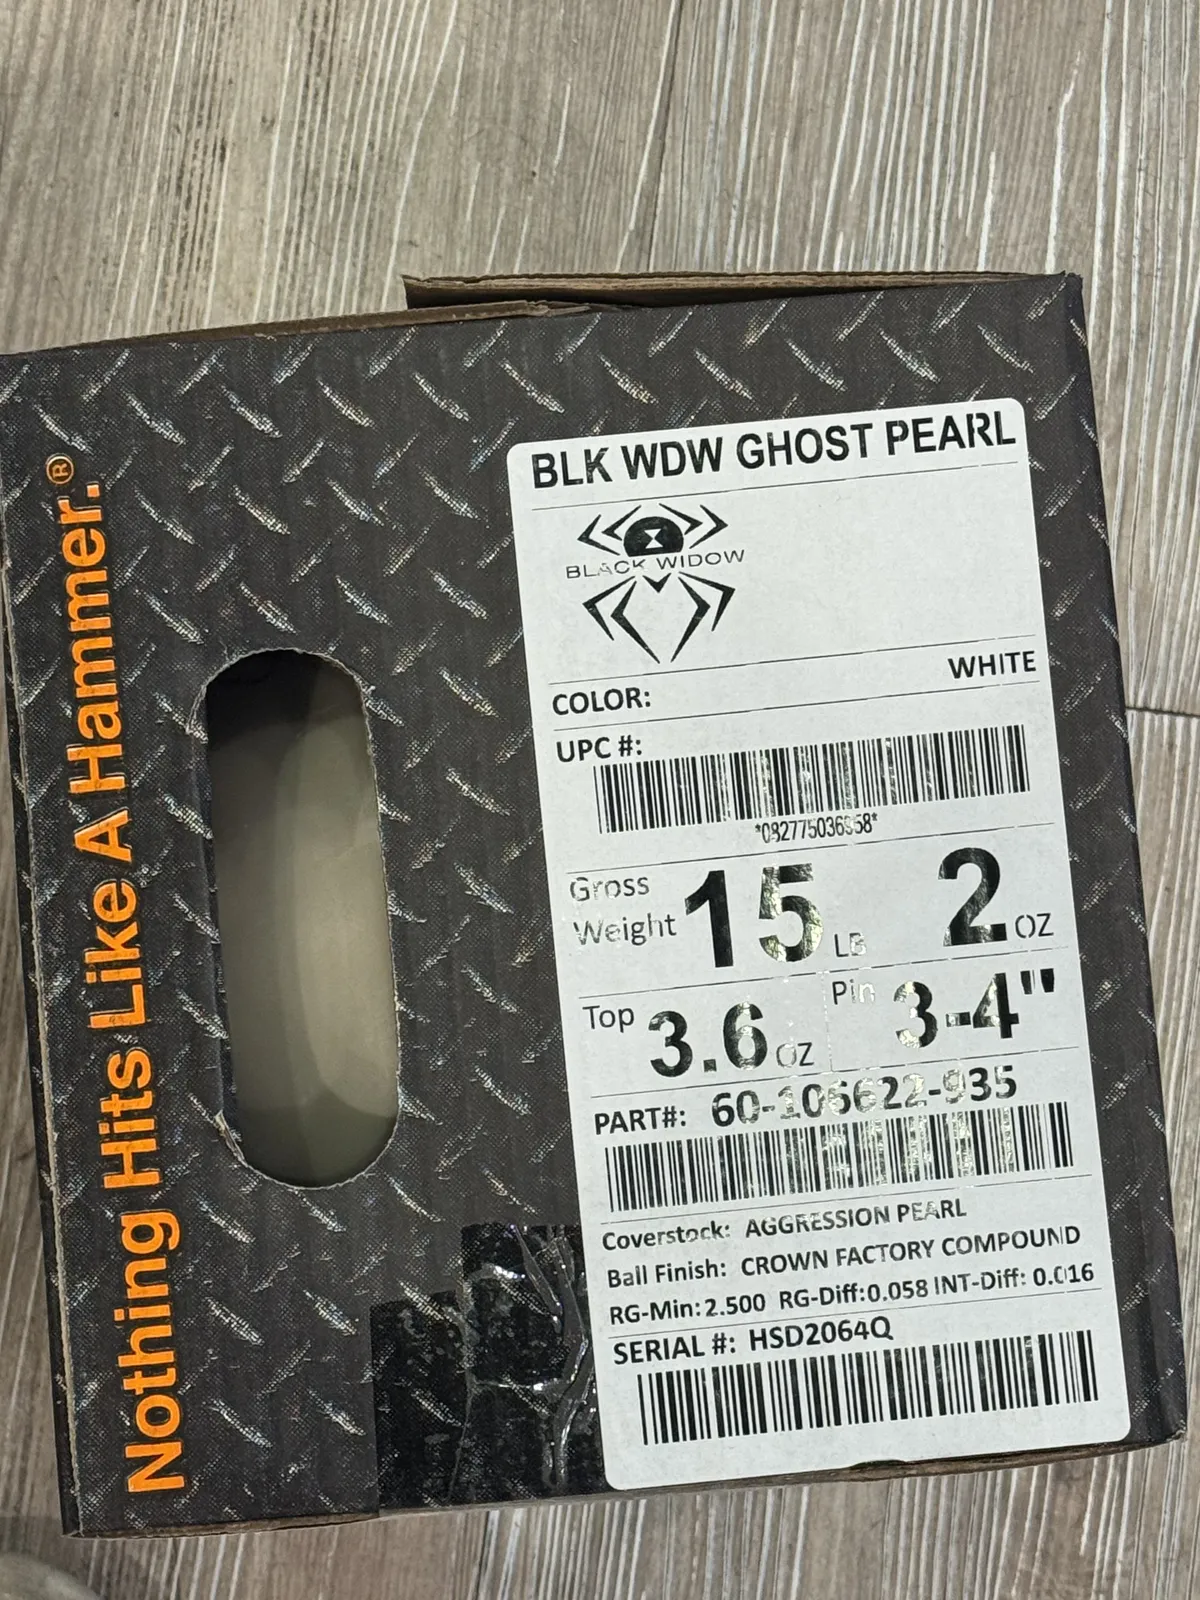 Nothing Hits Like A Hammer.®
BLK WDW GHOST PEARL
BLACK WIDOW
COLOR: WHITE
UPC #:
*082775036958*
Gross Weight 15 LB 2 OZ
Top 3.6 OZ Pin 3-4"
PART#: 60-106622-935
Coverstock: AGGRESSION PEARL
Ball Finish: CROWN FACTORY COMPOUND
RG-Min: 2.500 RG-Diff:0.058 INT-Diff: 0.016
SERIAL #: HSD2064Q